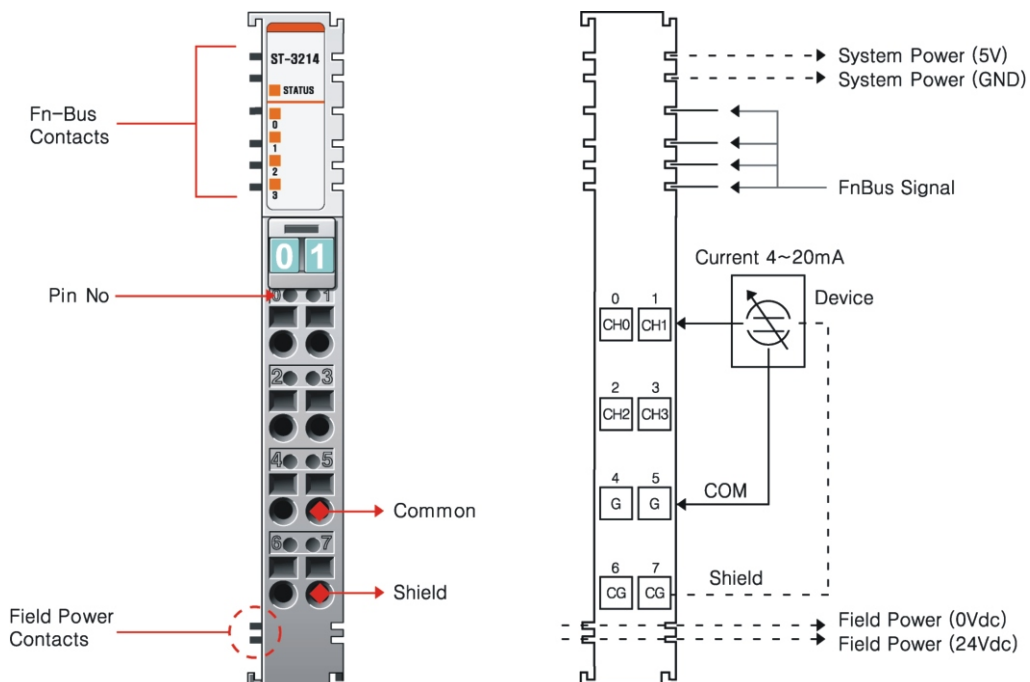 ST-3214
STATUS
0
1
2
3
Fn-Bus
Contacts
01
Pin No
0 1
2 3
4 5
Common
6 7
Shield
Field Power
Contacts
System Power (5V)
System Power (GND)
FnBus Signal
Current 4~20mA
Device
0 1
CH0 CH1
2 3
CH2 CH3
4 5
G G
COM
6 7
CG CG
Shield
Field Power (0Vdc)
Field Power (24Vdc)